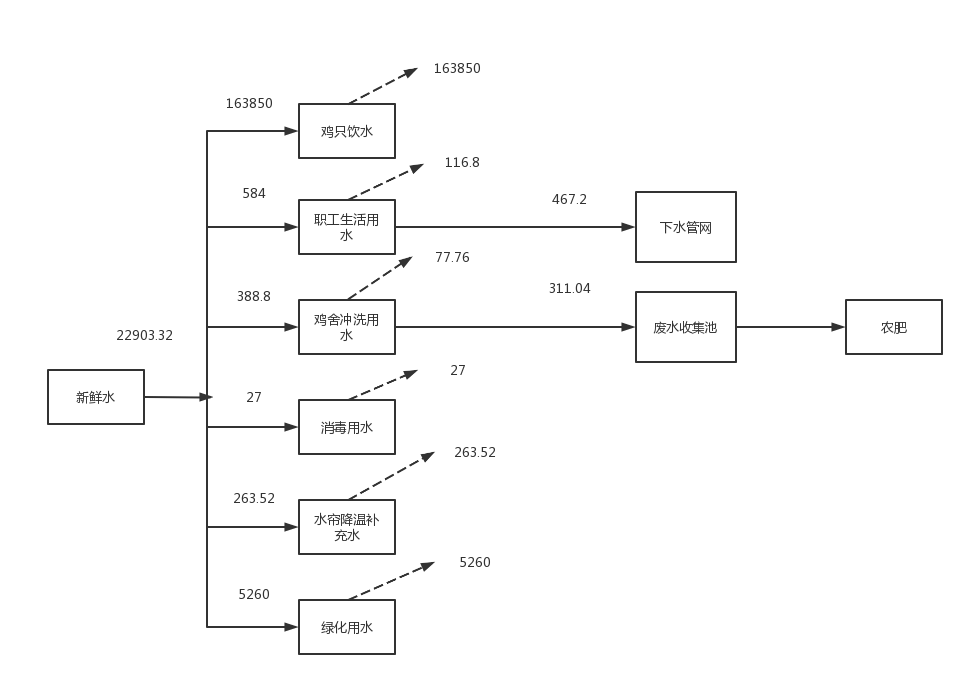 163850
163850
鸡只饮水
116.8
584
467.2
职工生活用
水
下水管网
77.76
388.8
311.04
鸡舍冲洗用
水
废水收集池
农肥
22903.32
新鲜水
27
27
消毒用水
263.52
263.52
水帘降温补
充水
5260
5260
绿化用水